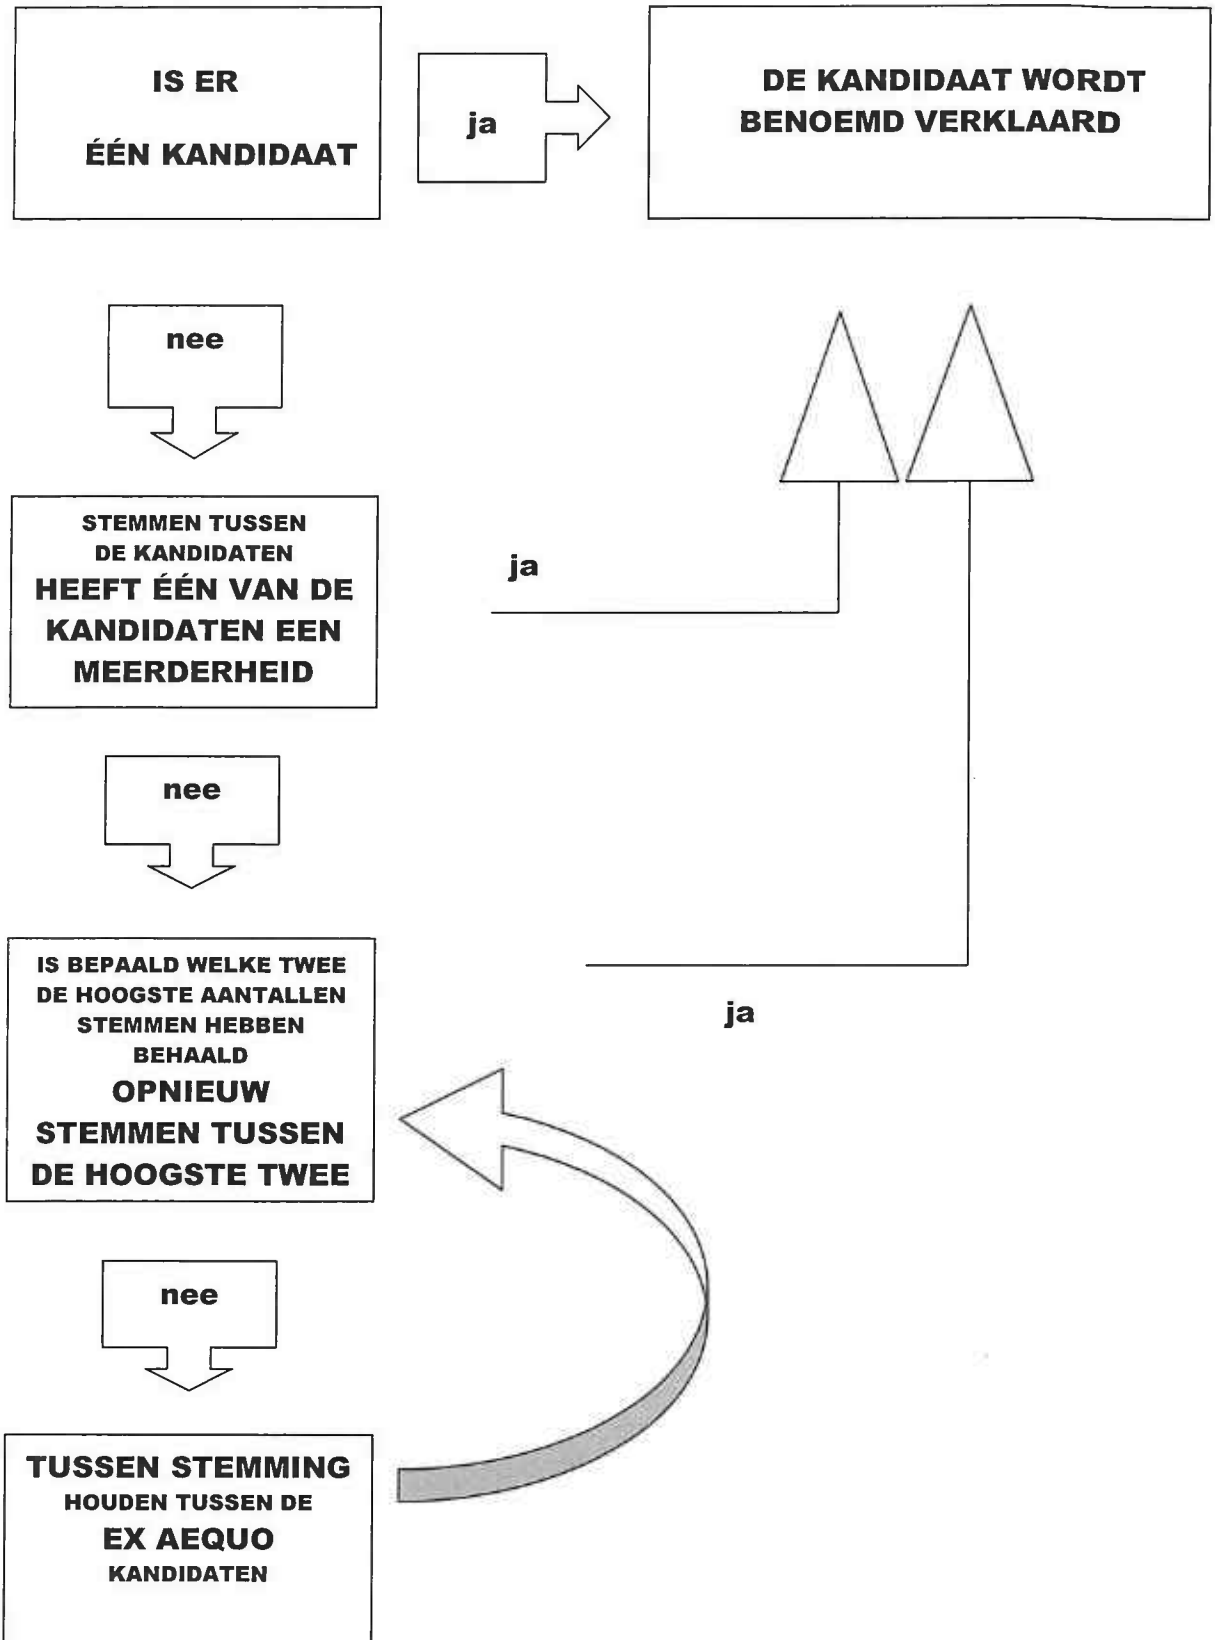 IS ER
ÉÉN KANDIDAAT
ja
DE KANDIDAAT WORDT
BENOEMD VERKLAARD
nee
STEMMEN TUSSEN
DE KANDIDATEN
HEEFT ÉÉN VAN DE
KANDIDATEN EEN
MEERDERHEID
ja
nee
IS BEPAALD WELKE TWEE
DE HOOGSTE AANTALLEN
STEMMEN HEBBEN
BEHAALD
OPNIEUW
STEMMEN TUSSEN
DE HOOGSTE TWEE
ja
nee
TUSSEN STEMMING
HOUDEN TUSSEN DE
EX AEQUO
KANDIDATEN